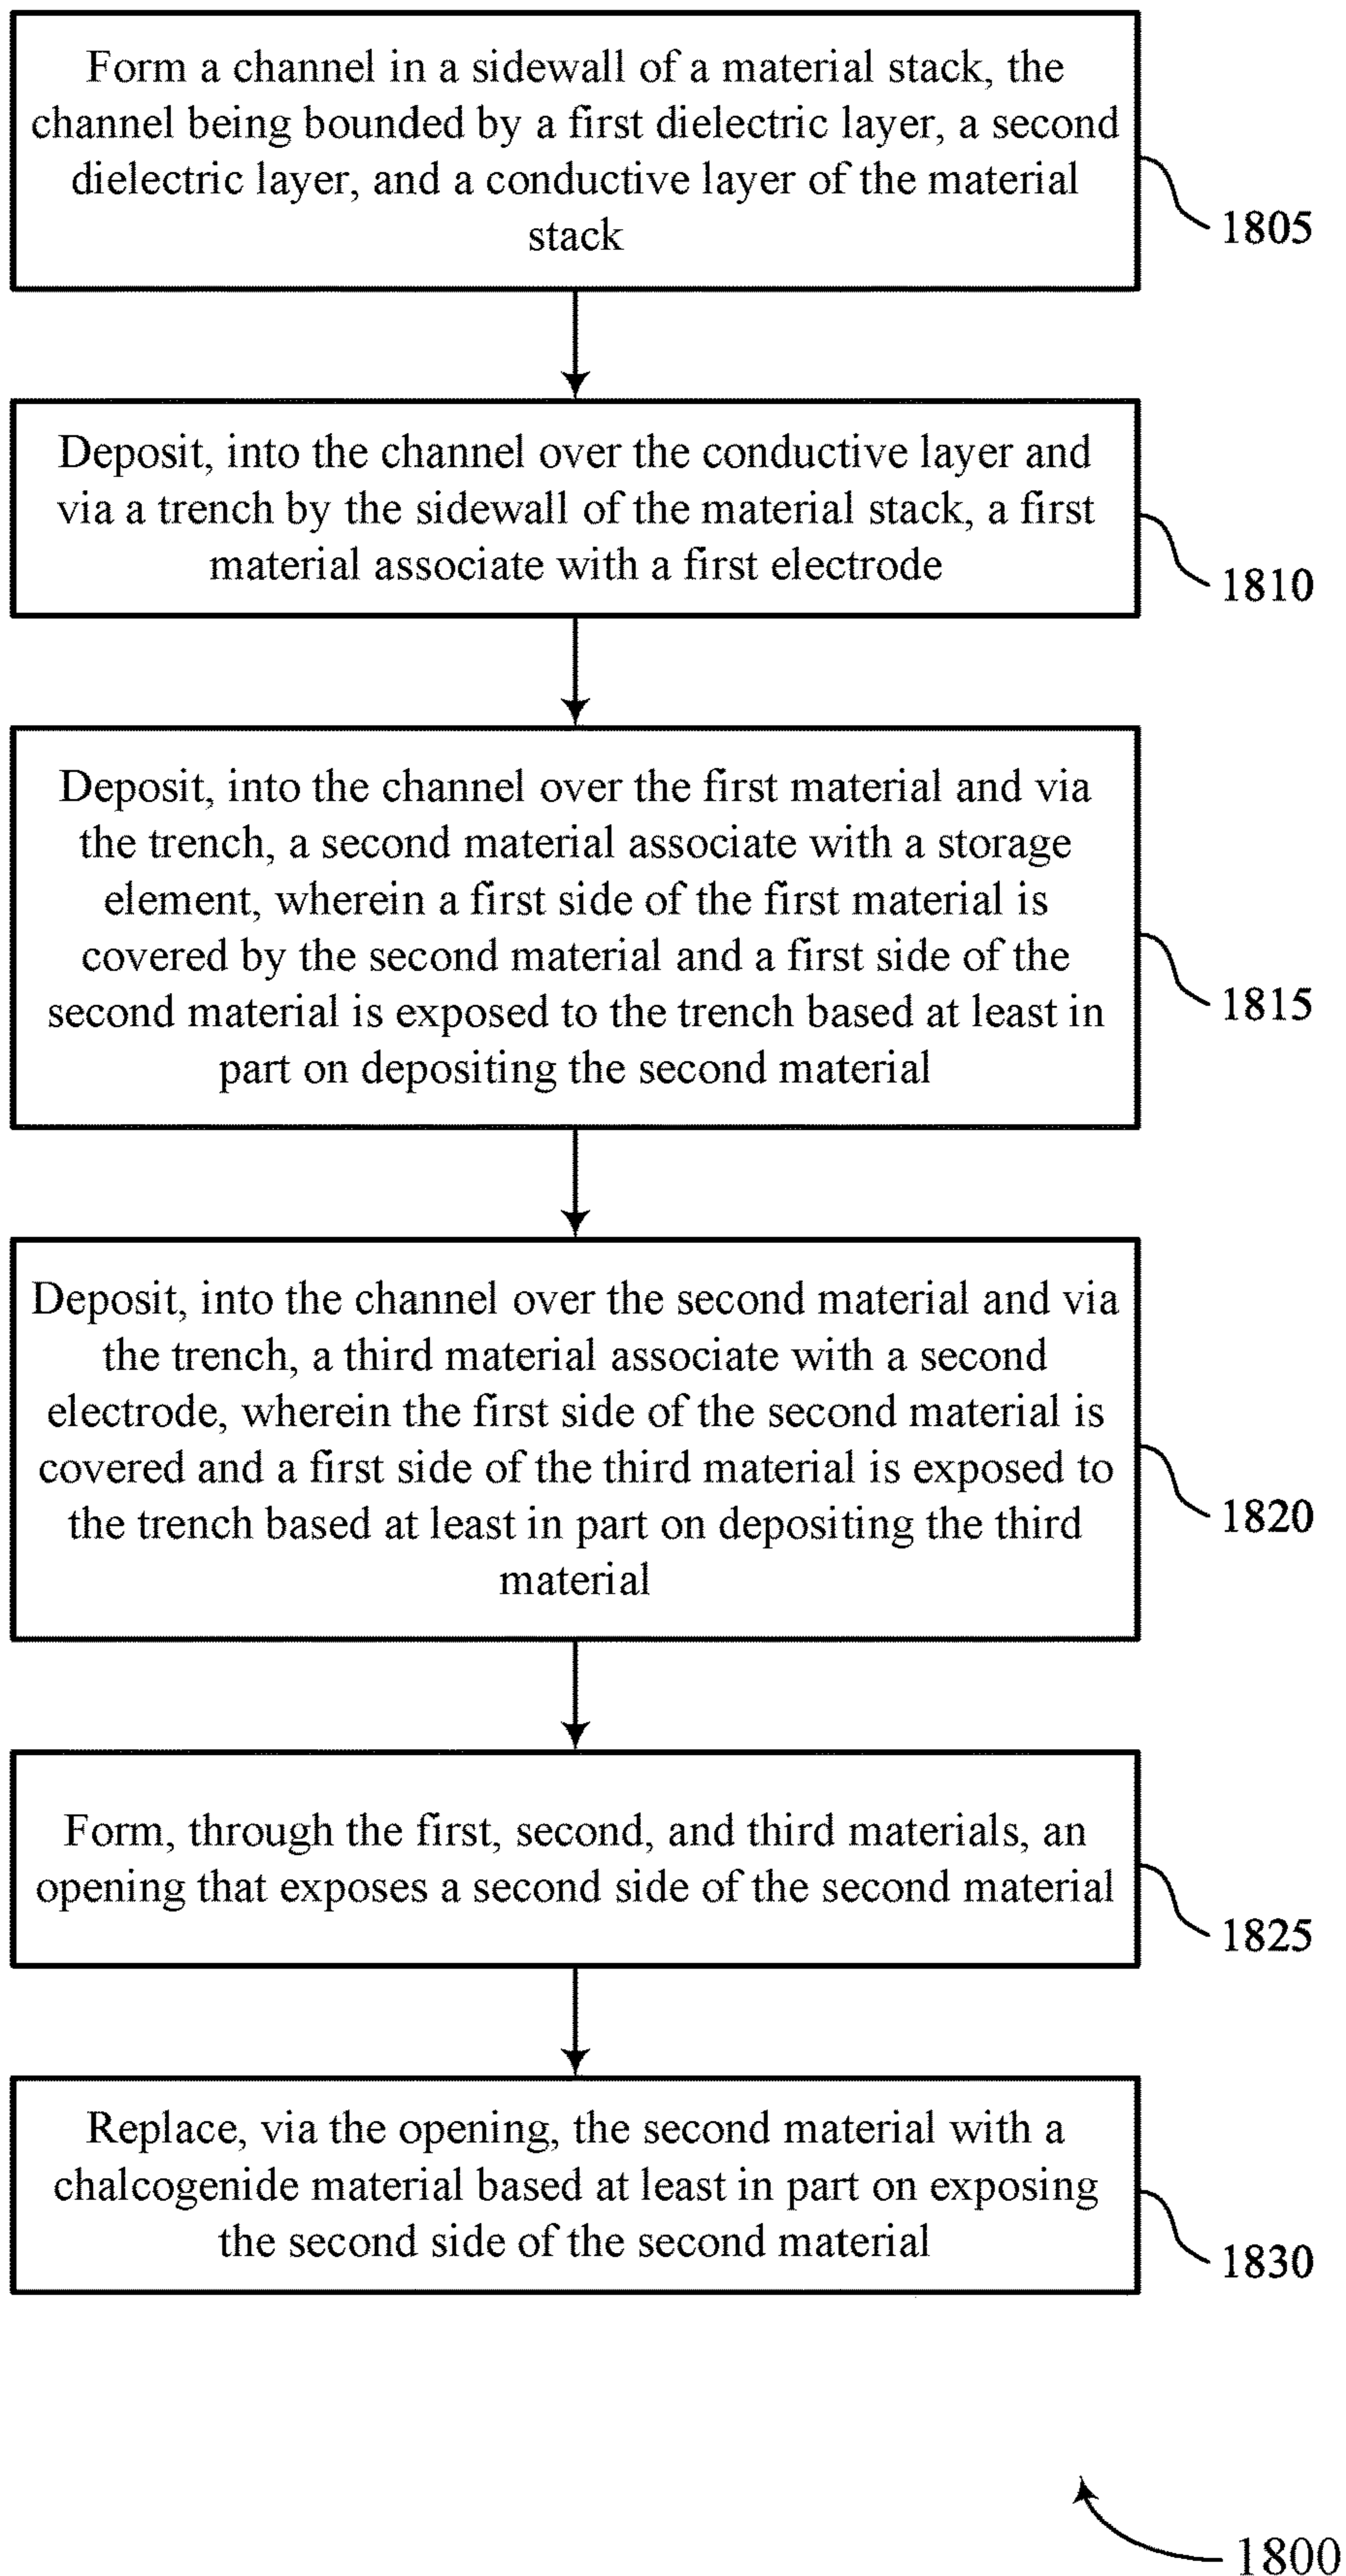 Form a channel in a sidewall of a material stack, the
channel being bounded by a first dielectric layer, a second
dielectric layer, and a conductive layer of the material
stack
1805
Deposit, into the channel over the conductive layer and
via a trench by the sidewall of the material stack, a first
material associate with a first electrode
1810
Deposit, into the channel over the first material and via
the trench, a second material associate with a storage
element, wherein a first side of the first material is
covered by the second material and a first side of the
second material is exposed to the trench based at least in
part on depositing the second material
1815
Deposit, into the channel over the second material and via
the trench, a third material associate with a second
electrode, wherein the first side of the second material is
covered and a first side of the third material is exposed to
the trench based at least in part on depositing the third
material
1820
Form, through the first, second, and third materials, an
opening that exposes a second side of the second material
1825
Replace, via the opening, the second material with a
chalcogenide material based at least in part on exposing
the second side of the second material
1830
1800